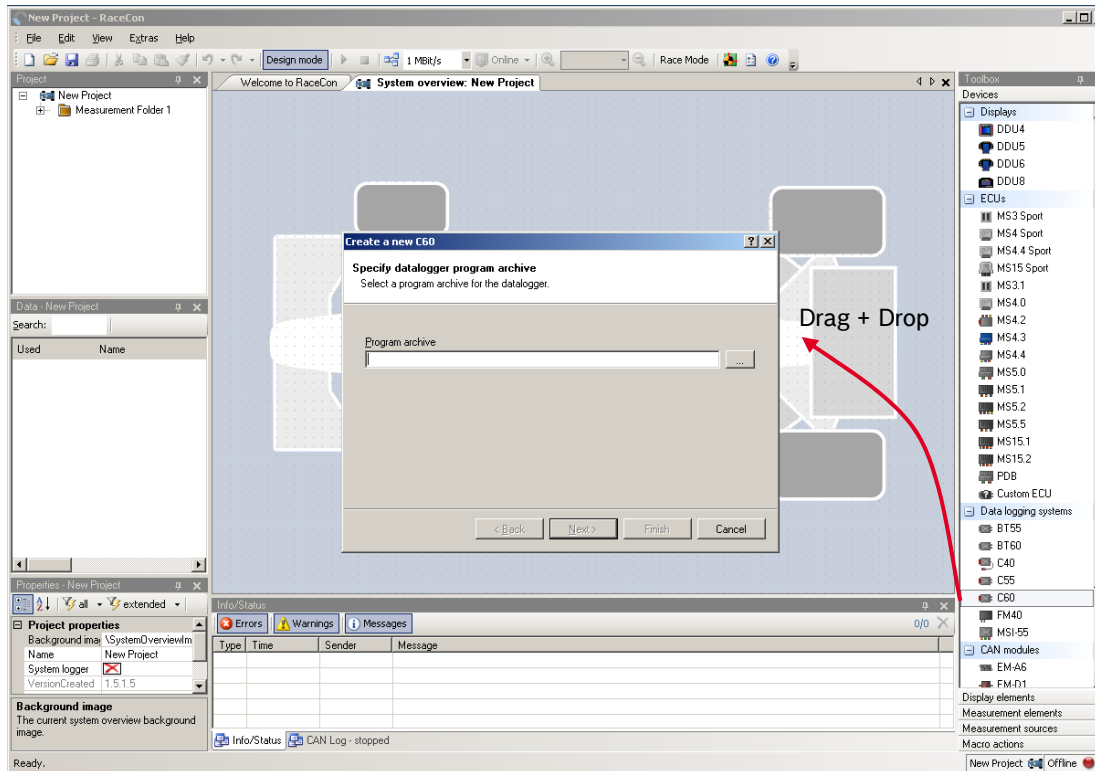 New Project - RaceCon
File Edit View Extras Help
Design mode 1 MBit/s Online Race Mode
Project
New Project
Measurement Folder 1
Data - New Project
Search:
Used Name
Properties - New Project
all extended
Project properties
Background imag \SystemOverviewIm
Name New Project
System logger
VersionCreated 1.5.1.5
Background image
The current system overview background
image.
Welcome to RaceCon System overview: New Project
Create a new C60
Specify datalogger program archive
Select a program archive for the datalogger.
Program archive
...
< Back Next > Finish Cancel
Drag + Drop
Info/Status
Errors Warnings Messages 0/0
Type Time Sender Message
Info/Status CAN Log - stopped
Toolbox
Devices
Displays
DDU4
DDU5
DDU6
DDU8
ECUs
MS3 Sport
MS4 Sport
MS4.4 Sport
MS15 Sport
MS3.1
MS4.0
MS4.2
MS4.3
MS4.4
MS5.0
MS5.1
MS5.2
MS5.5
MS15.1
MS15.2
PDB
Custom ECU
Data logging systems
BT55
BT60
C40
C55
C60
FM40
MSI-55
CAN modules
EM-A6
EM-D1
Display elements
Measurement elements
Measurement sources
Macro actions
Ready. New Project Offline